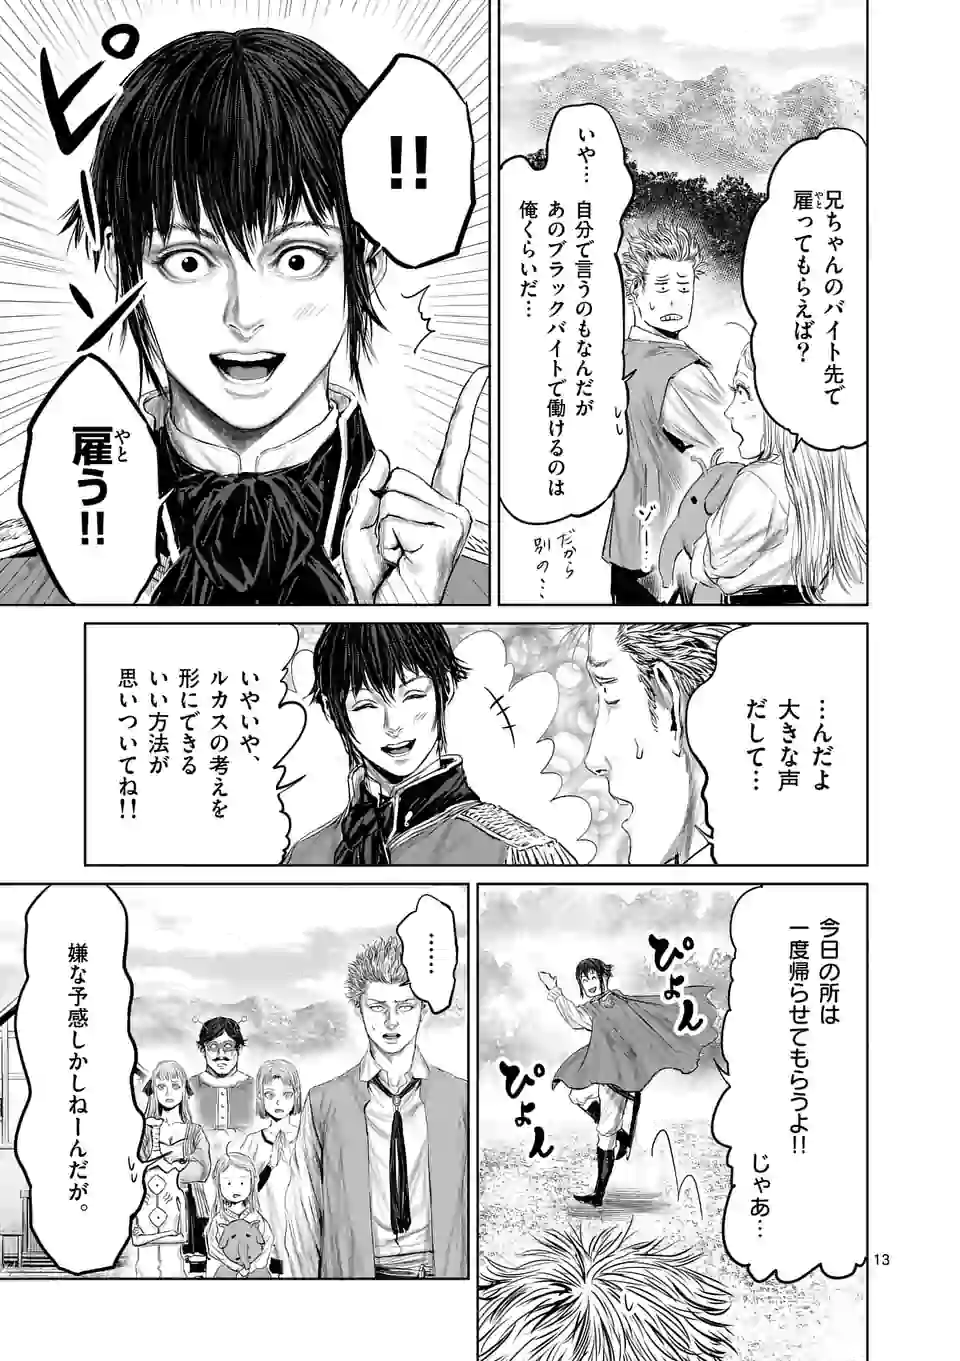 兄ちゃんのバイト先で
雇ってもらえば？
やと
いや…
自分で言うのもなんだが
あのブラックバイトで働けるのは
俺くらいだ…
ゾー…
だから
別の…
ピーン
!!
雇う!!
やと
…んだよ
大きな声
だして…
いやいや、
ルカスの考えを
形にできる
いい方法が
思いついてね!!
今日の所は
一度帰らせてもらうよ!!
じゃあ…
ぴょん
ぴょん
……
嫌な予感しかしねーんだが。
13